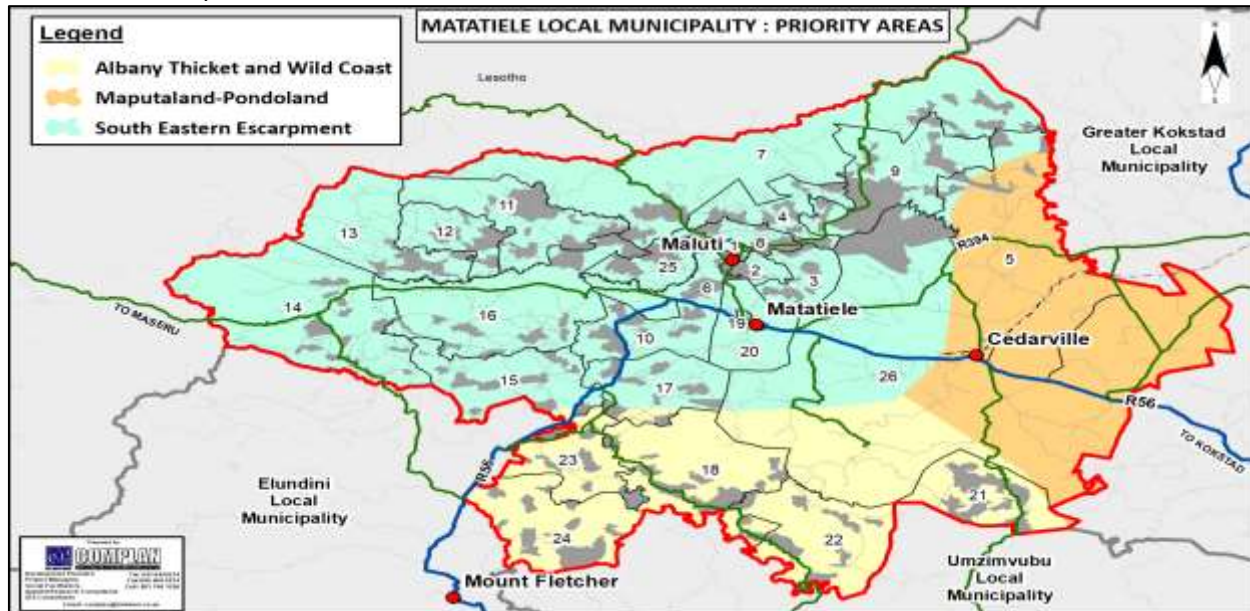 MATATIELE LOCAL MUNICIPALITY : PRIORITY AREAS
Legend
Albany Thicket and Wild Coast
Maputaland-Pondoland
South Eastern Escarpment
Lesotho
Greater Kokstad
Local
Municipality
7
9
11
4
13
12
Maluti
1
8
R394
5
25
2
3
6
14
TO MASERU
16
Matatiele
19
10
20
Cedarville
26
15
17
R56
TO KOKSTAD
R56
23
18
21
Elundini
Local
Municipality
24
22
Umzimvubu
Local
Municipality
COMPLAN
Mount Fletcher